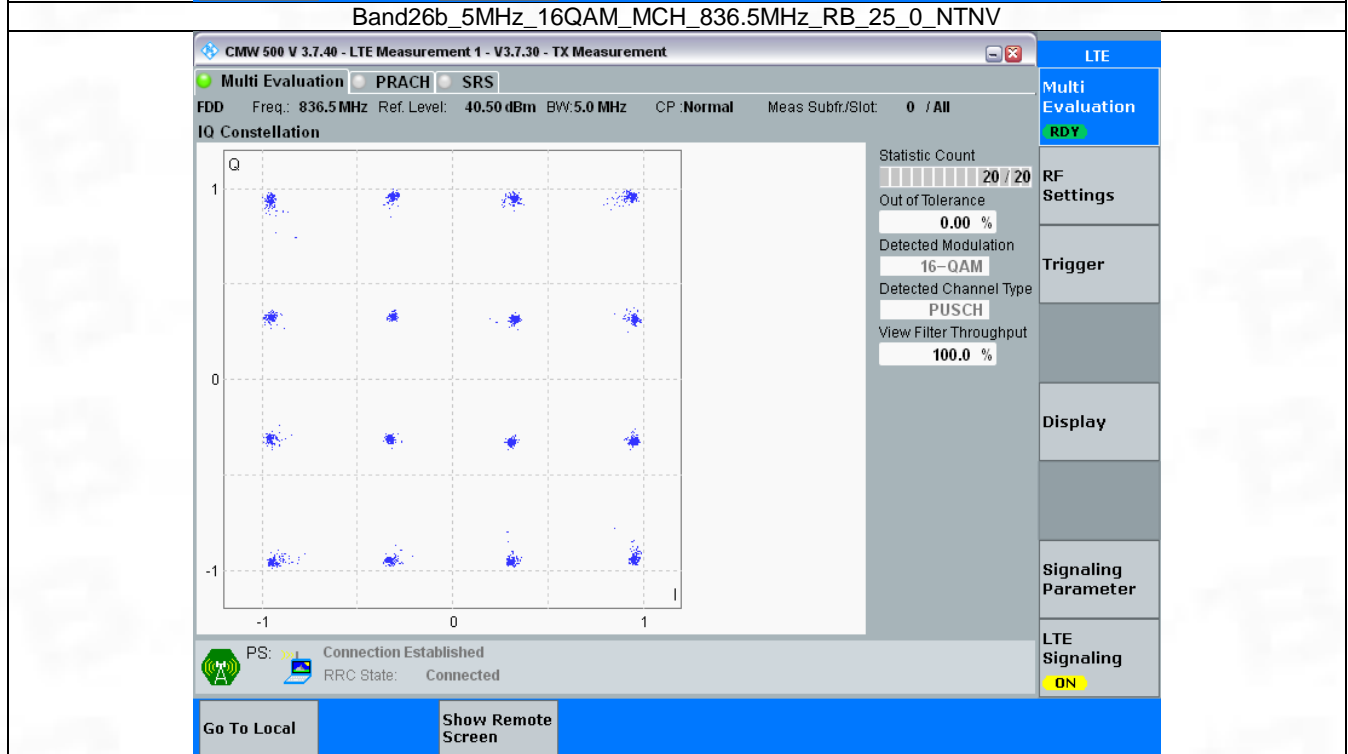 Band26b_5MHz_16QAM_MCH_836.5MHz_RB_25_0_NTNV
CMW 500 V 3.7.40 - LTE Measurement 1 - V3.7.30 - TX Measurement
LTE
Multi Evaluation PRACH SRS
Multi
Evaluation
RDY
FDD Freq.: 836.5 MHz Ref. Level: 40.50 dBm BW: 5.0 MHz CP :Normal Meas Subfr./Slot: 0 / All
IQ Constellation
Q
1
0
-1
I
-1 0 1
Statistic Count
20 / 20
Out of Tolerance
0.00 %
Detected Modulation
16-QAM
Detected Channel Type
PUSCH
View Filter Throughput
100.0 %
RF
Settings
Trigger
Display
Signaling
Parameter
LTE
Signaling
ON
PS: Connection Established
RRC State: Connected
Go To Local
Show Remote
Screen